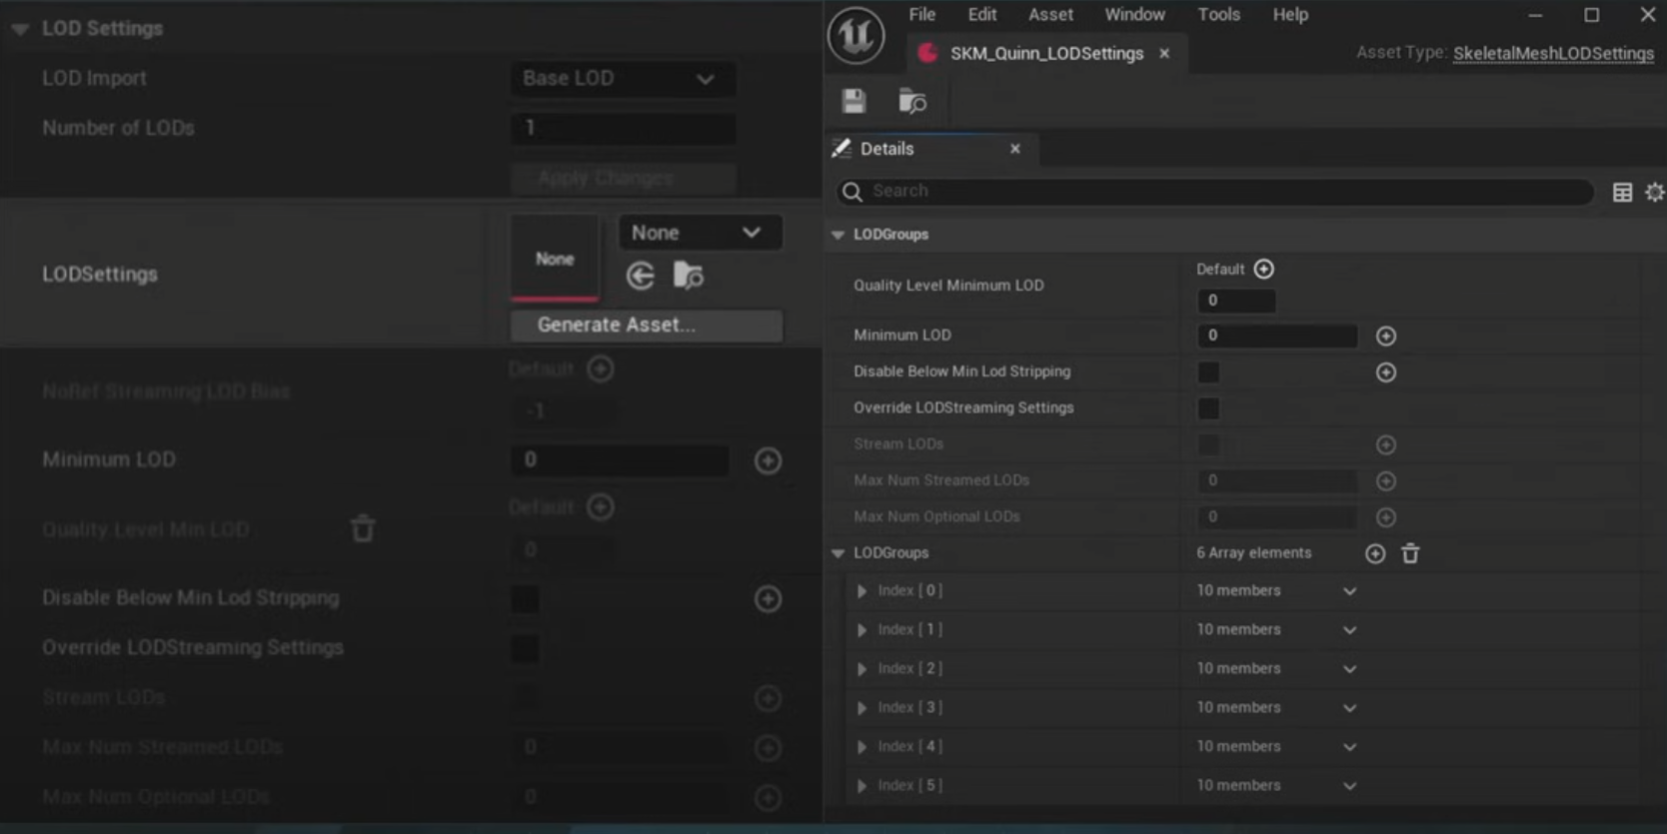 LOD Settings
LOD Import
Base LOD
Number of LODs
1
Apply Changes
LODSettings
None
None
Generate Asset...
NoRef Streaming LOD Bias
Default
-1
Minimum LOD
0
Quality Level Min LOD
Default
0
Disable Below Min Lod Stripping
Override LODStreaming Settings
Stream LODs
Max Num Streamed LODs
0
Max Num Optional LODs
0
File Edit Asset Window Tools Help
SKM_Quinn_LODSettings
Asset Type: SkeletalMeshLODSettings
Details
Search
LODGroups
Quality Level Minimum LOD
Default
0
Minimum LOD
0
Disable Below Min Lod Stripping
Override LODStreaming Settings
Stream LODs
Max Num Streamed LODs
0
Max Num Optional LODs
0
LODGroups
6 Array elements
Index [ 0 ]
10 members
Index [ 1 ]
10 members
Index [ 2 ]
10 members
Index [ 3 ]
10 members
Index [ 4 ]
10 members
Index [ 5 ]
10 members